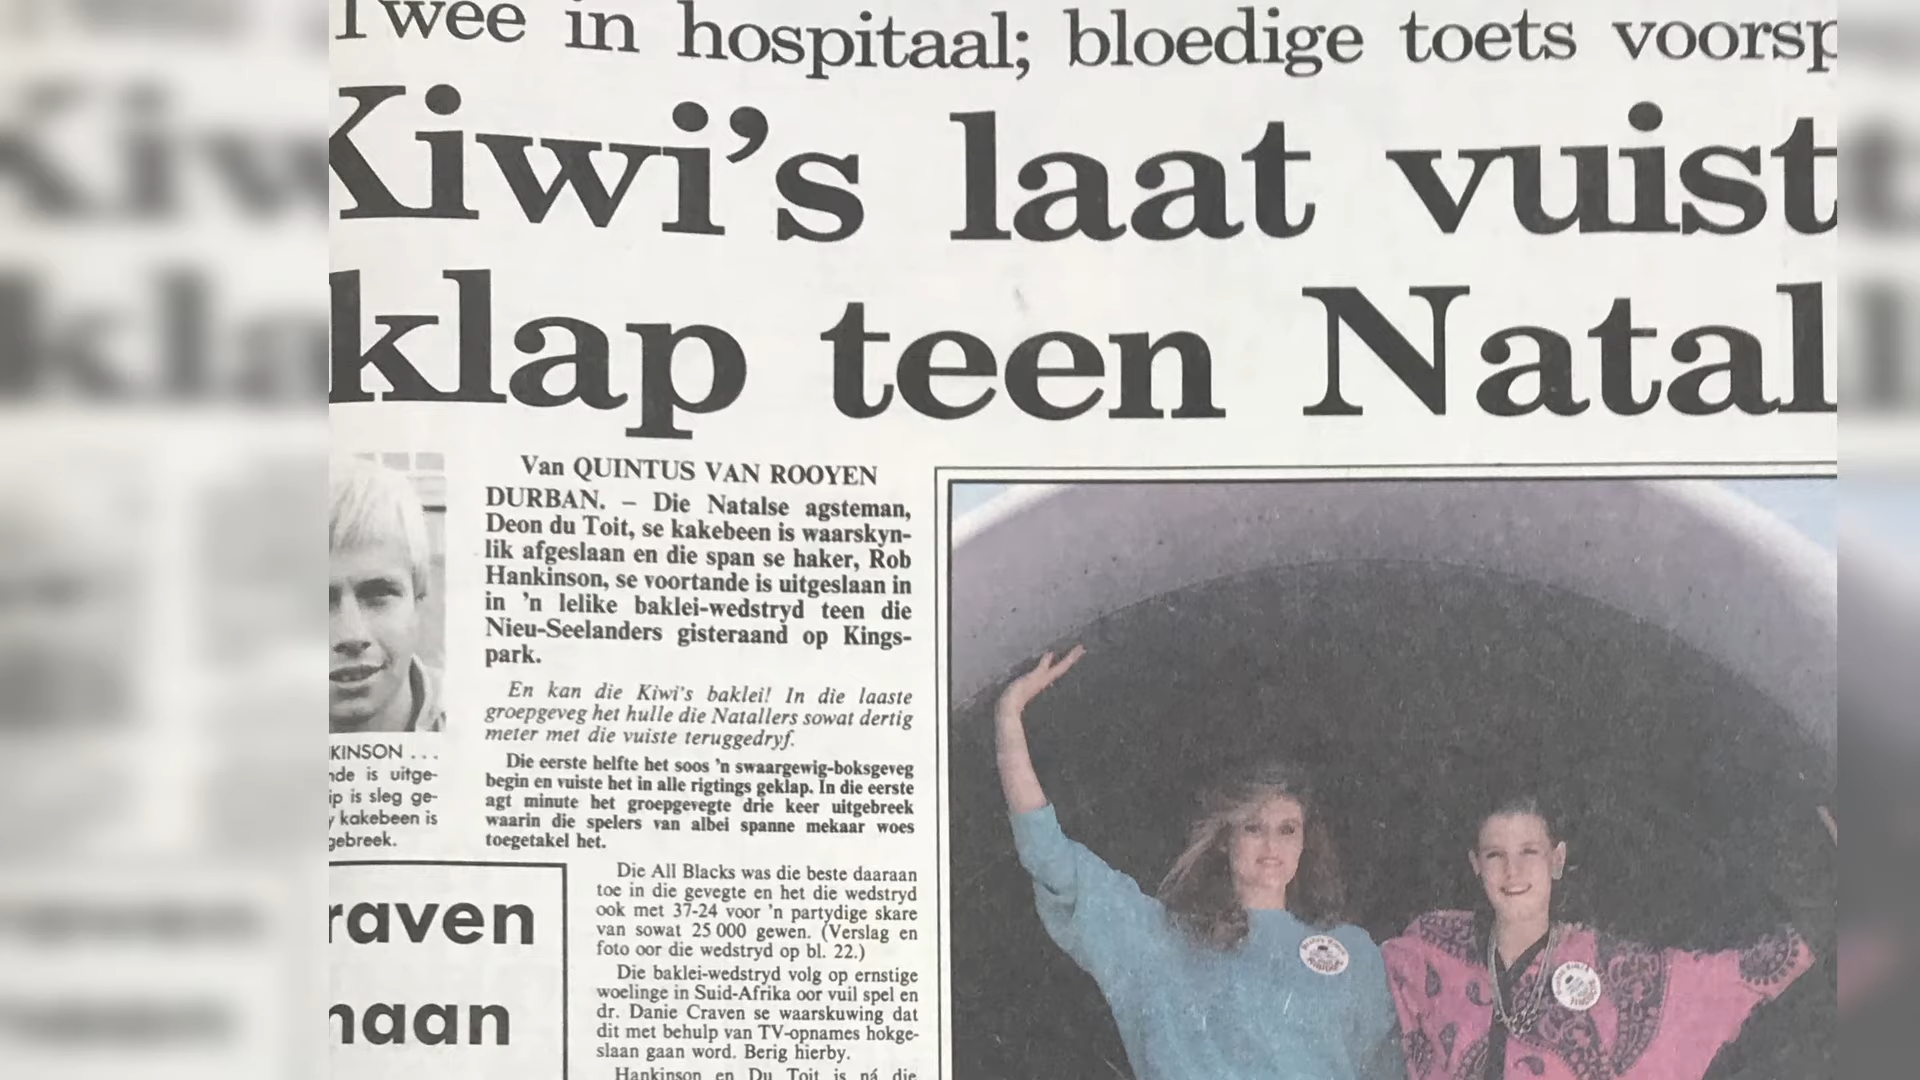 Twee in hospitaal; bloedige toets voorsp
Kiwi's laat vuist
klap teen Natal
Van QUINTUS VAN ROOYEN
DURBAN. – Die Natalse agsteman,
Deon du Toit, se kakebeen is waarskyn-
lik afgeslaan en die span se haker, Rob
Hankinson, se voortande is uitgeslaan in
in 'n lelike baklei-wedstryd teen die
Nieu-Seelanders gisteraand op Kings-
park.
En kan die Kiwi's baklei! In die laaste
groepgeveg het hulle die Natallers sowat dertig
meter met die vuiste teruggedryf.
Die eerste helfte het soos 'n swaargewig-boksgeveg
begin en vuiste het in alle rigtings geklap. In die eerste
agt minute het groepgevegte drie keer uitgebreek
waarin die spelers van albei spanne mekaar woes
toegetakel het.
Die All Blacks was die beste daaraan
toe in die gevegte en het die wedstryd
ook met 37-24 voor 'n partydige skare
van sowat 25 000 gewen. (Verslag en
foto oor die wedstryd op bl. 22.)
Die baklei-wedstryd volg op ernstige
woelinge in Suid-Afrika oor vuil spel en
dr. Danie Craven se waarskuwing dat
dit met behulp van TV-opnames hokge-
slaan gaan word. Berig hierby.
Hankinson en Du Toit is ná die
KINSON ...
nde is uitge-
ip is sleg ge-
y kakebeen is
gebreek.
raven
naan